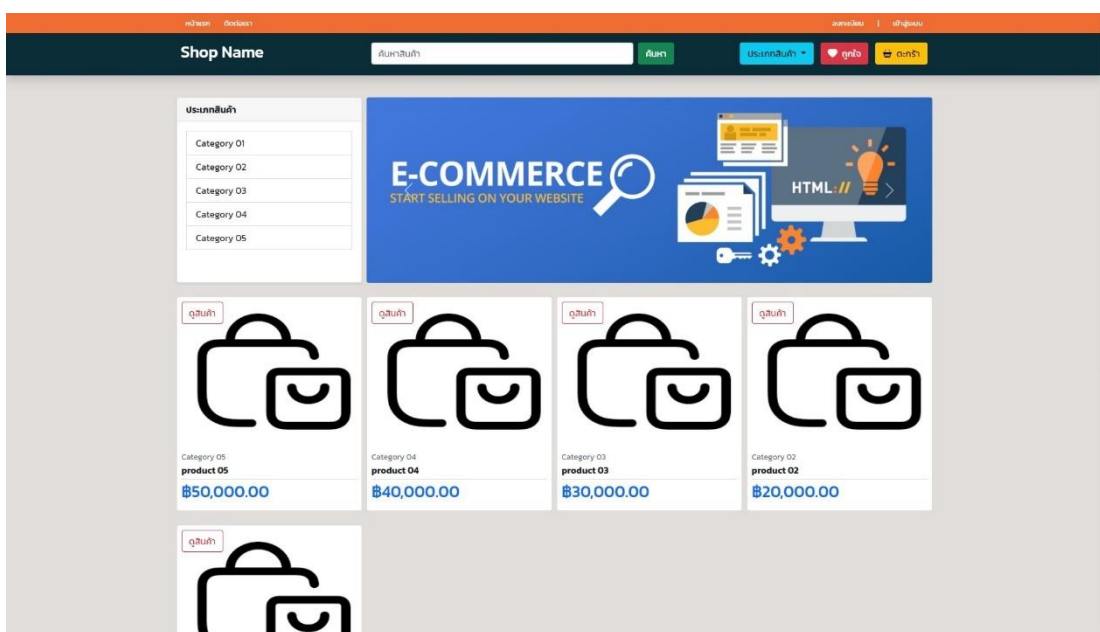 หน้าแรก ติดต่อเรา ลงทะเบียน | เข้าสู่ระบบ
Shop Name ค้นหาสินค้า ค้นหา ประเภทสินค้า ถูกใจ ตะกร้า
ประเภทสินค้า
Category 01
Category 02
Category 03
Category 04
Category 05
E-COMMERCE
START SELLING ON YOUR WEBSITE
HTML://
ดูสินค้า ดูสินค้า ดูสินค้า ดูสินค้า
Category 05 Category 04 Category 03 Category 02
product 05 product 04 product 03 product 02
฿50,000.00 ฿40,000.00 ฿30,000.00 ฿20,000.00
ดูสินค้า